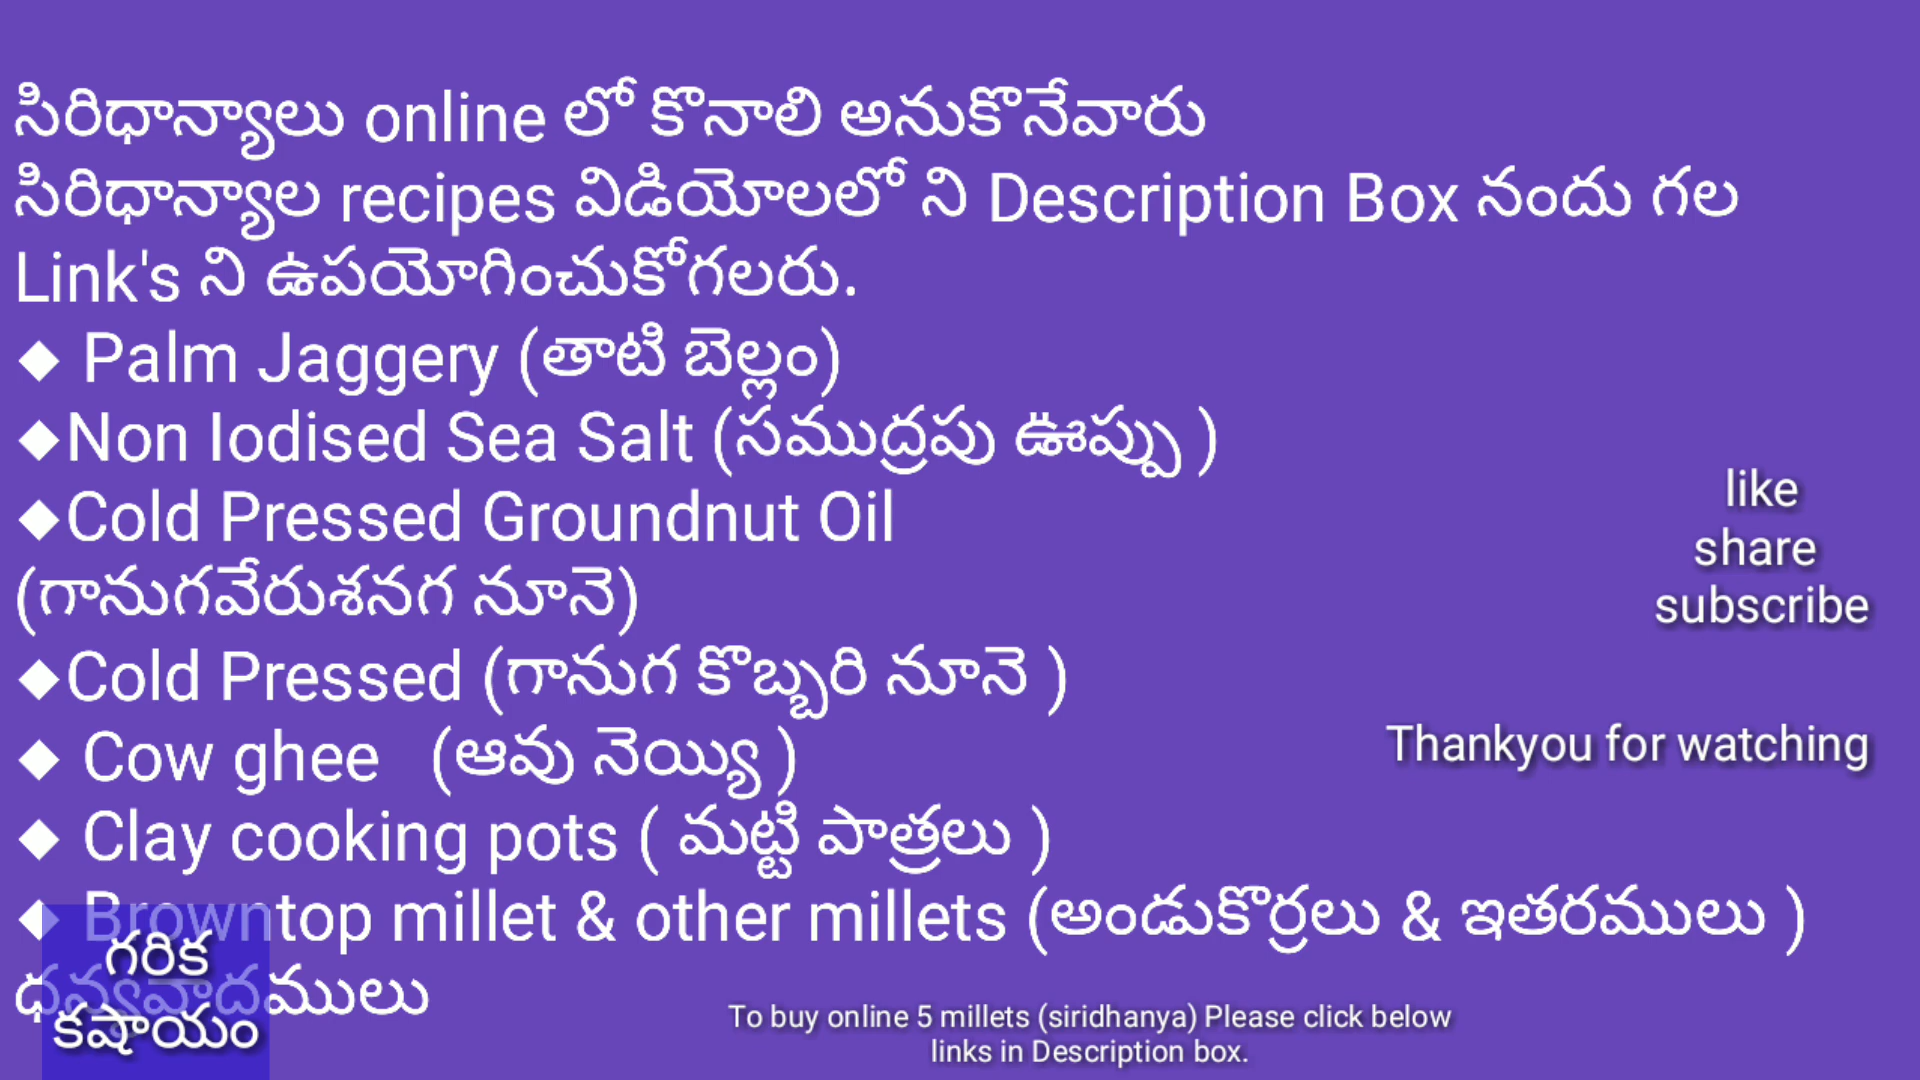 సిరిధాన్యాలు online లో కొనాలి అనుకొనేవారు
సిరిధాన్యాల recipes విడియోలలో ని Description Box నందు గల
Link's ని ఉపయోగించుకోగలరు.
◆ Palm Jaggery (తాటి బెల్లం)
◆Non Iodised Sea Salt (సముద్రపు ఊప్పు )
◆Cold Pressed Groundnut Oil
(గానుగవేరుశనగ నూనె)
◆Cold Pressed (గానుగ కొబ్బరి నూనె )
◆ Cow ghee (ఆవు నెయ్యి )
◆ Clay cooking pots ( మట్టి పాత్రలు )
◆ Browntop millet & other millets (అండుకొర్రలు & ఇతరములు )
ధన్యవాదములు
గరిక
కషాయం
like
share
subscribe
Thankyou for watching
To buy online 5 millets (siridhanya) Please click below
links in Description box.